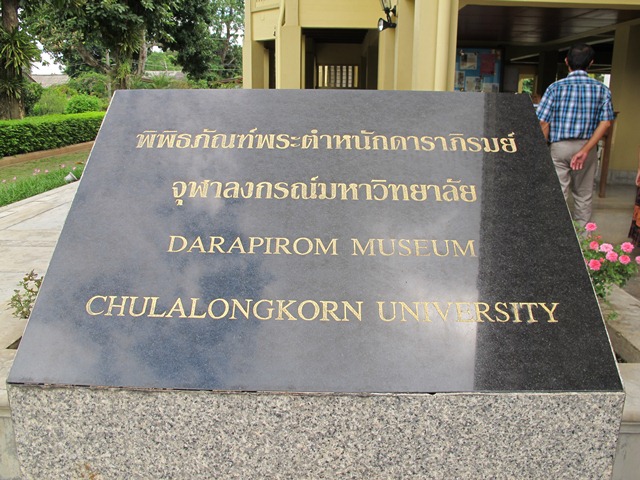 พิพิธภัณฑ์พระตำหนักดาราภิรมย์
จุฬาลงกรณ์มหาวิทยาลัย
DARAPIROM MUSEUM
CHULALONGKORN UNIVERSITY